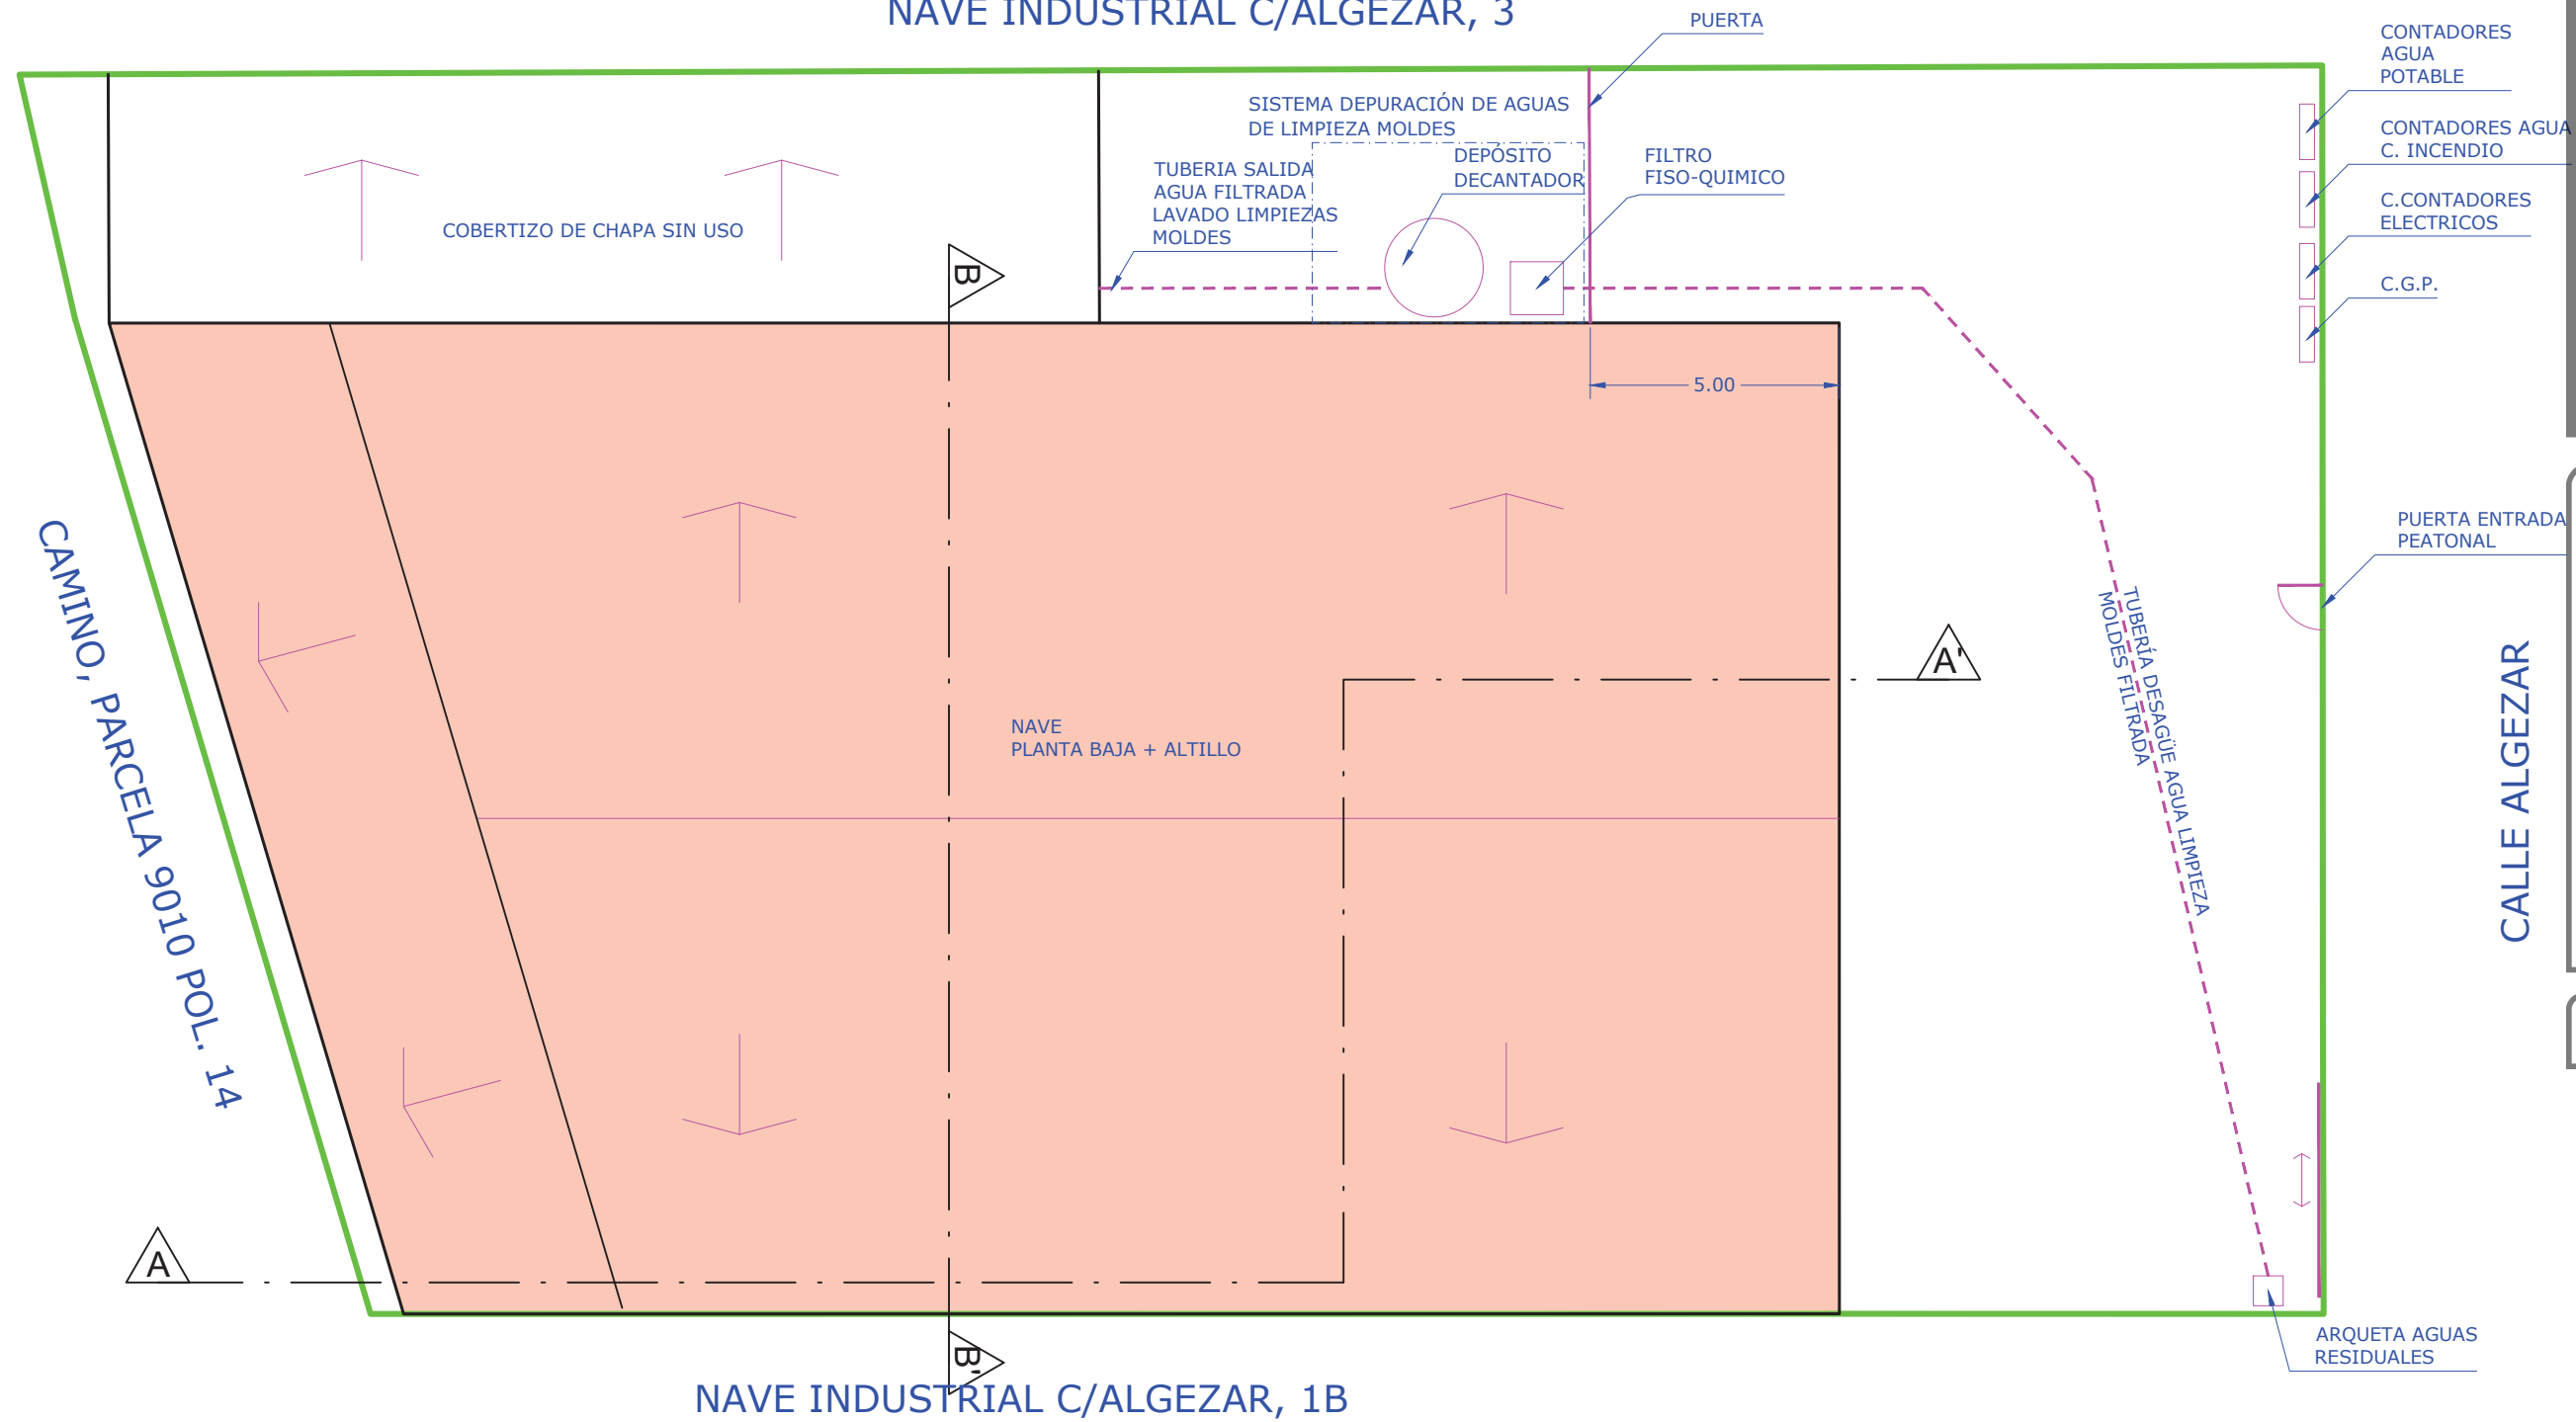 NAVE INDUSTRIAL C/ALGEZAR, 3
PUERTA
CONTADORES
AGUA
POTABLE
SISTEMA DEPURACIÓN DE AGUAS
DE LIMPIEZA MOLDES
CONTADORES AGUA
C. INCENDIO
TUBERIA SALIDA
AGUA FILTRADA
LAVADO LIMPIEZAS
MOLDES
DEPÓSITO
DECANTADOR
FILTRO
FISO-QUIMICO
C.CONTADORES
ELECTRICOS
COBERTIZO DE CHAPA SIN USO
B
C.G.P.
5.00
PUERTA ENTRADA
PEATONAL
CAMINO, PARCELA 9010 POL. 14
A'
TUBERÍA DESAGÜE AGUA LIMPIEZA
MOLDES FILTRADA
CALLE ALGEZAR
NAVE
PLANTA BAJA + ALTILLO
A
B'
ARQUETA AGUAS
RESIDUALES
NAVE INDUSTRIAL C/ALGEZAR, 1B